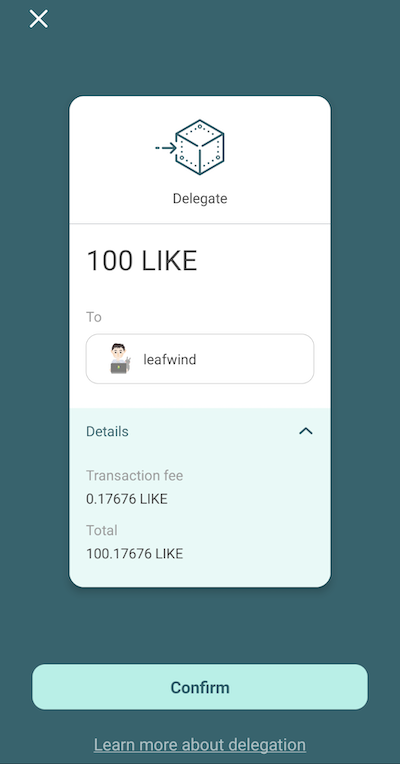 Delegate
100 LIKE
To
leafwind
Details
Transaction fee
0.17676 LIKE
Total
100.17676 LIKE
Confirm
Learn more about delegation